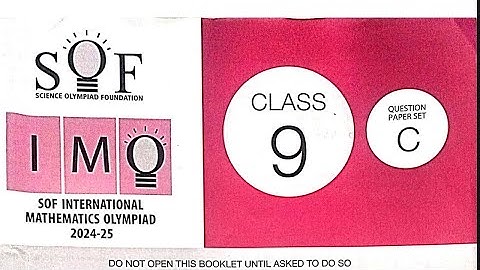 SOF
SCIENCE OLYMPIAD FOUNDATION
IMO
SOF INTERNATIONAL
MATHEMATICS OLYMPIAD
2024-25
CLASS
9
QUESTION
PAPER SET
C
DO NOT OPEN THIS BOOKLET UNTIL ASKED TO DO SO